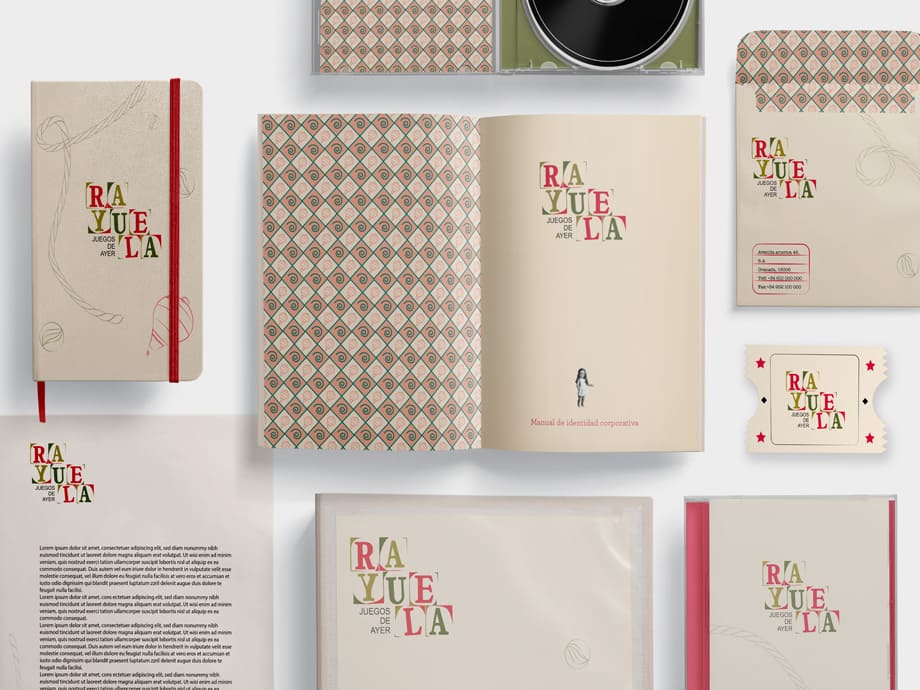 RA
YUE
JUEGOS
DE
AYER
LA
RA
YUE
JUEGOS
DE
AYER
LA
Manual de identidad corporativa
RA
YUE
JUEGOS
DE
AYER
LA
Avenida america
Granada, 18006
RA
YUE
JUEGOS
DE
AYER
LA
RA
YUE
JUEGOS
DE
AYER
LA
Lorem ipsum dolor sit amet, consectetuer adipiscing elit, sed diam nonummy nibh
euismod tincidunt ut laoreet dolore magna aliquam erat volutpat. Ut wisi enim ad minim
veniam, quis nostrud exerci tation ullamcorper suscipit lobortis nisl ut aliquip ex ea
commodo consequat. Duis autem vel eum iriure dolor in hendrerit in vulputate velit esse
molestie consequat, vel illum dolore eu feugiat nulla facilisis at vero eros et accumsan et
iusto odio dignissim qui blandit praesent luptatum zzril delenit augue duis dolore te
feugait nulla facilisi.
Lorem ipsum dolor sit amet, cons ectetuer adipiscing elit, sed diam nonummy nibh
euismod tincidunt ut laoreet dolore magna aliquam erat volutpat. Ut wisi enim ad minim
veniam, quis nostrud exerci tation ullamcorper suscipit lobortis nisl ut aliquip ex ea
commodo consequat.
Lorem ipsum dolor sit amet, consectetuer adipiscing elit, sed diam nonummy nibh
euismod tincidunt ut laoreet dolore magna aliquam erat volutpat. Ut wisi enim ad minim
veniam, quis nostrud exerci tation ullamcorper suscipit lobortis nisl ut aliquip ex ea
commodo consequat. Duis autem vel eum iriure dolor in hendrerit in vulputate velit esse
molestie consequat, vel illum dolore eu feugiat nulla facilisis at vero eros et accumsan et
iusto odio dignissim qui blandit praesent luptatum zzril delenit augue duis dolore te
feugait nulla facilisi.
Lorem ipsum dolor sit amet, cons ectetuer adipiscing elit, sed diam nonummy nibh
euismod tincidunt ut laoreet dolore magna aliquam erat volutpat. Ut wisi enim ad minim
RA
YUE
JUEGOS
DE
AYER
LA
RA
YUE
JUEGOS
DE
AYER
LA